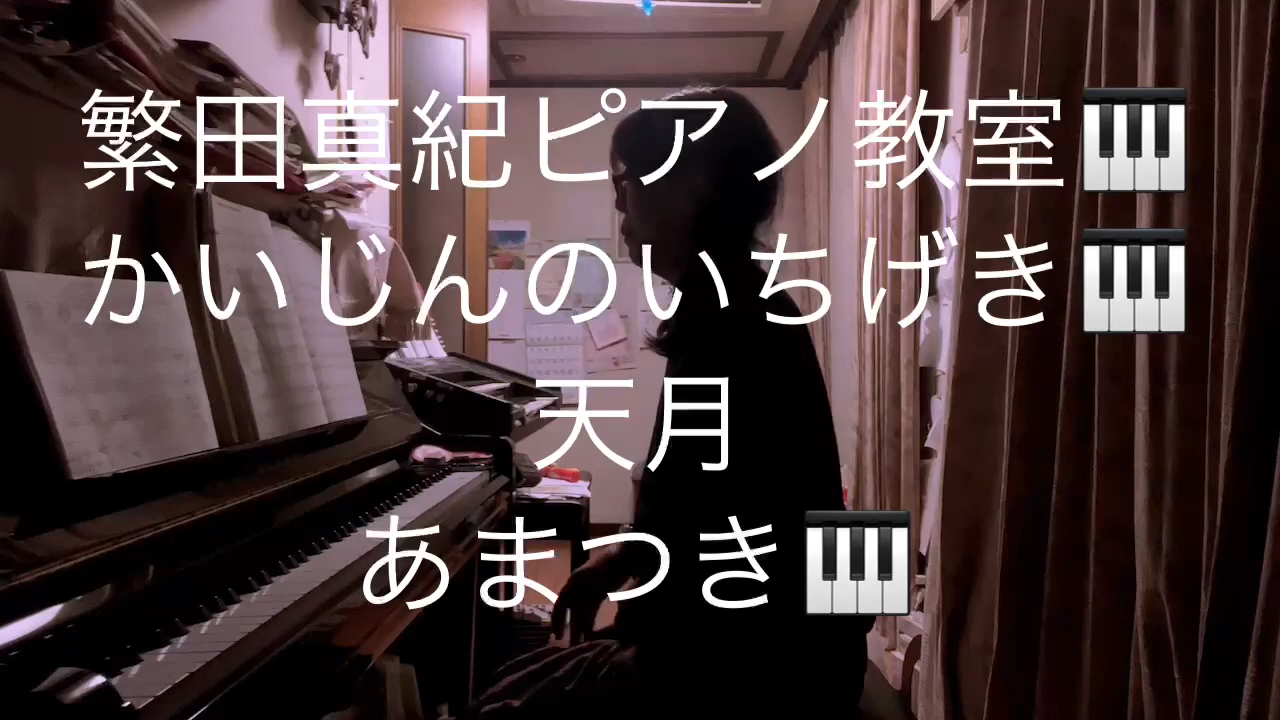 繁田真紀ピアノ教室🎹
かいじんのいちげき🎹
天月
あまつき🎹